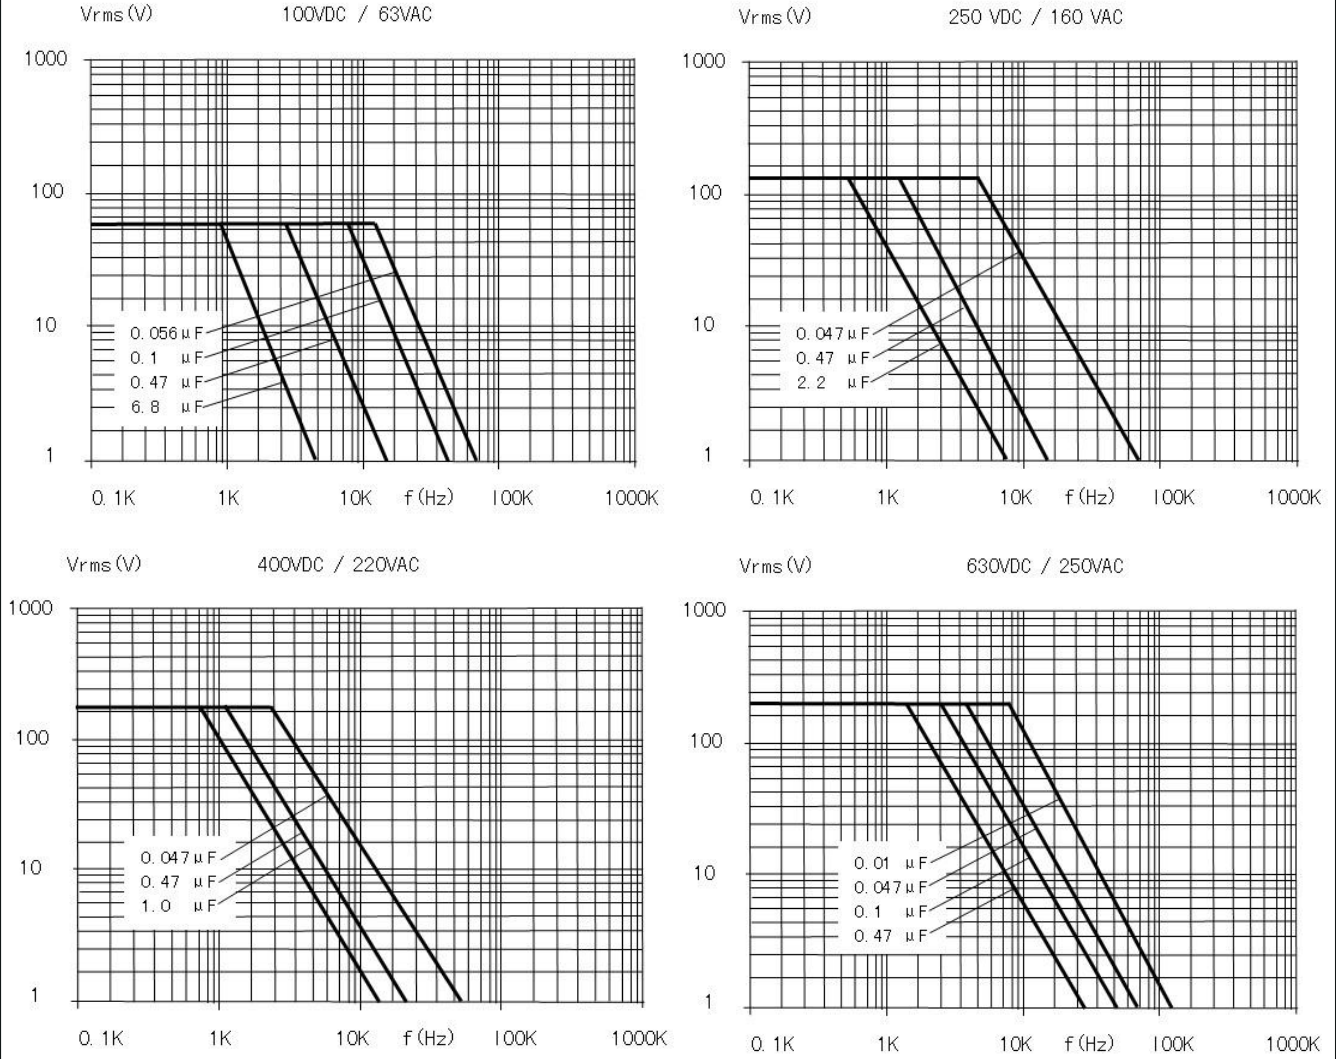 Vrms(V) 100VDC / 63VAC
1000
100
10
1
0.056μF
0.1 μF
0.47 μF
6.8 μF
0.1K 1K 10K f(Hz) 100K 1000K
Vrms(V) 250 VDC / 160 VAC
1000
100
10
1
0.047μF
0.47 μF
2.2 μF
0.1K 1K 10K f(Hz) 100K 1000K
Vrms(V) 400VDC / 220VAC
1000
100
10
1
0.047μF
0.47 μF
1.0 μF
0.1K 1K 10K f(Hz) 100K 1000K
Vrms(V) 630VDC / 250VAC
1000
100
10
1
0.01 μF
0.047μF
0.1 μF
0.47 μF
0.1K 1K 10K f(Hz) 100K 1000K